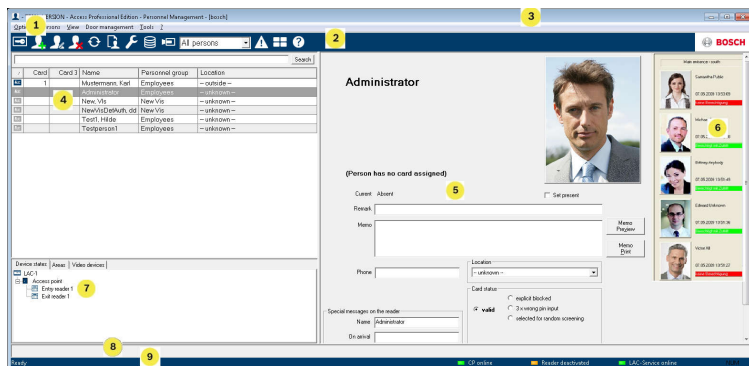 Access Professional Edition - Personnel Management - [bosch]
1
3
View Door management Tools ?
2
All persons
BOSCH
Search
Card Card 3 Name Personnel group Location
1 Mustermann, Karl Employees -- outside --
Administrator Employees -- unknown --
4
New, Vis New Vis -- unknown --
NewVisDefAuth, dd New Vis -- unknown --
Test1, Hilde Employees -- unknown --
Testperson1 Employees -- unknown --
Administrator
(Person has no card assigned)
Current Absent
5
Set present
Remark
Memo
Memo Preview
Memo Print
Phone
Location
-- unknown --
Card status
valid
explicit blocked
3 x wrong pin input
selected for random screening
Special messages on the reader
Name Administrator
On arrival
Main entrance - south
6
Device states Areas Video devices
LAC-1
Access point
Entry reader 1
7
Exit reader 1
8
Ready
9
CP online
Reader deactivated
LAC-Service online